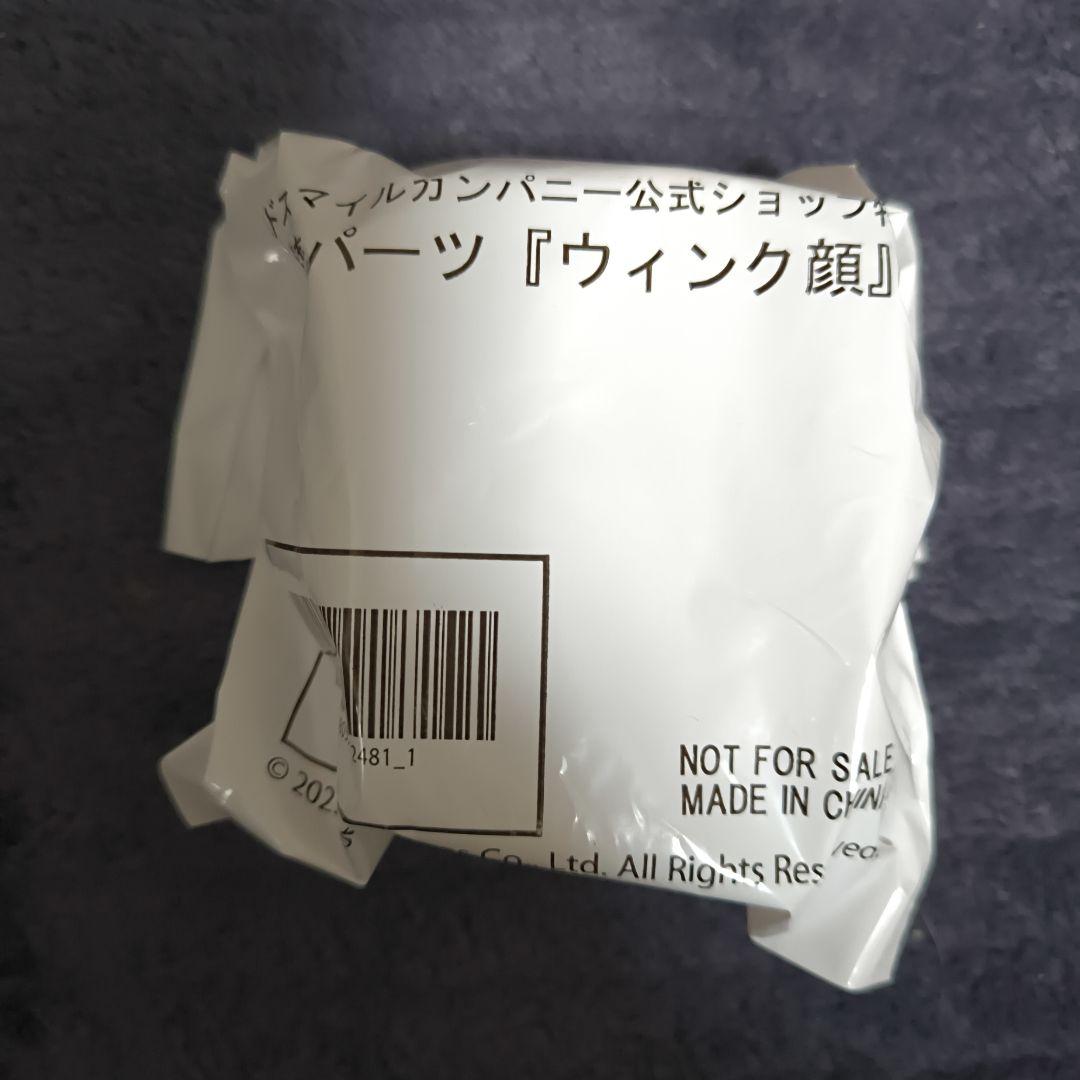 ドスマイルカンパニー公式ショップ特
パーツ『ウィンク顔』
2481_1
NOT FOR SALE
MADE IN CHINA
© 202
Co., Ltd. All Rights Res